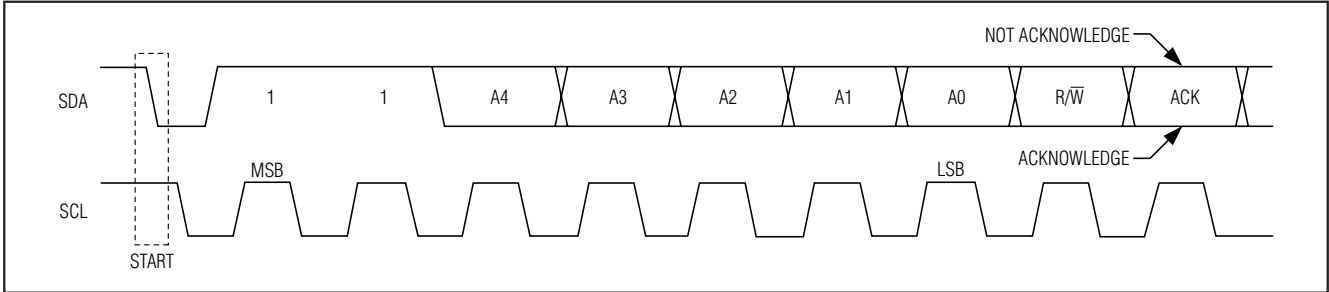 NOT ACKNOWLEDGE
SDA 1 1 A4 A3 A2 A1 A0 R/W̅ ACK
ACKNOWLEDGE
MSB LSB
SCL
START